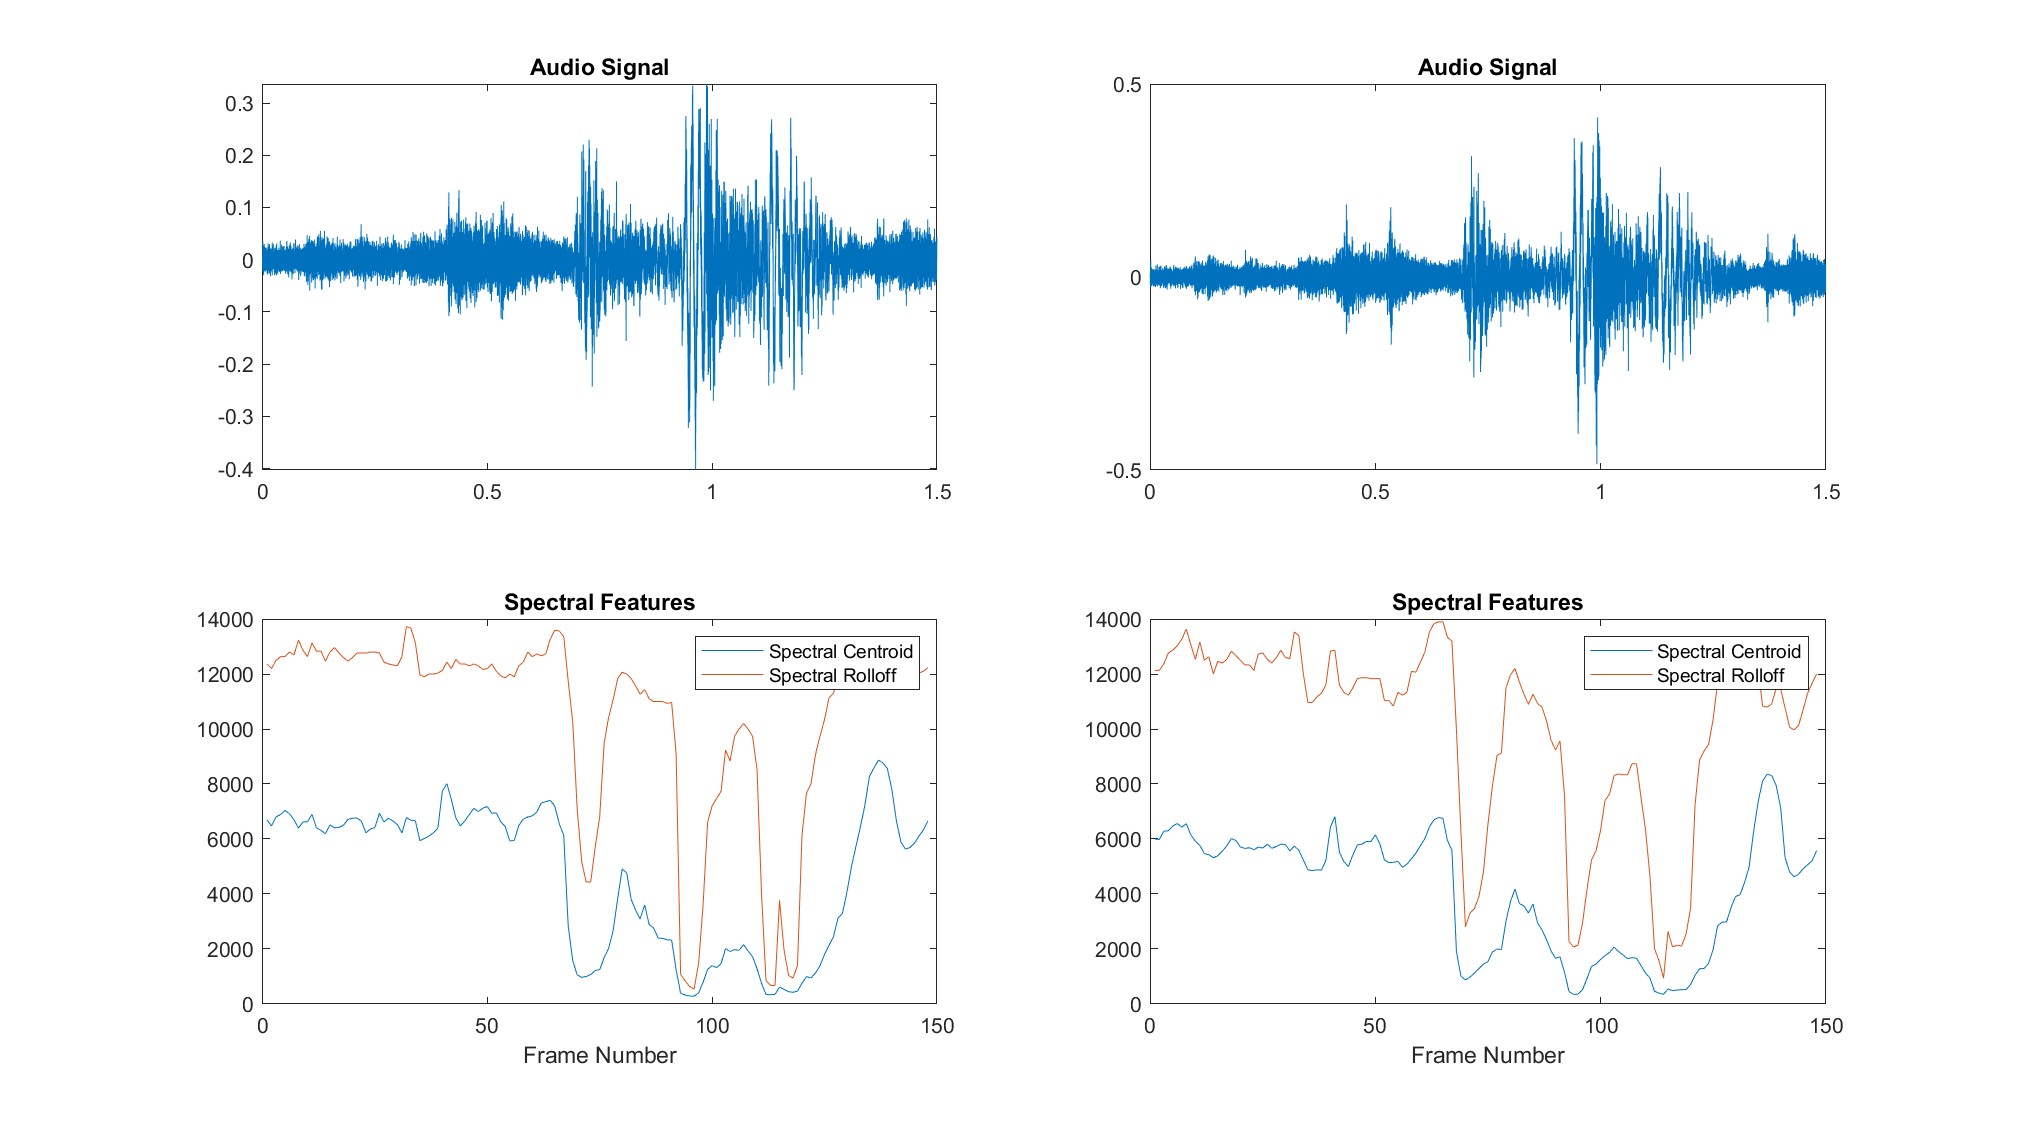 Audio Signal
0.3
0.2
0.1
0
-0.1
-0.2
-0.3
-0.4
0 0.5 1 1.5
Audio Signal
0.5
0
-0.5
0 0.5 1 1.5
Spectral Features
14000
12000
10000
8000
6000
4000
2000
0
Spectral Centroid
Spectral Rolloff
0 50 100 150
Frame Number
Spectral Features
14000
12000
10000
8000
6000
4000
2000
0
Spectral Centroid
Spectral Rolloff
0 50 100 150
Frame Number